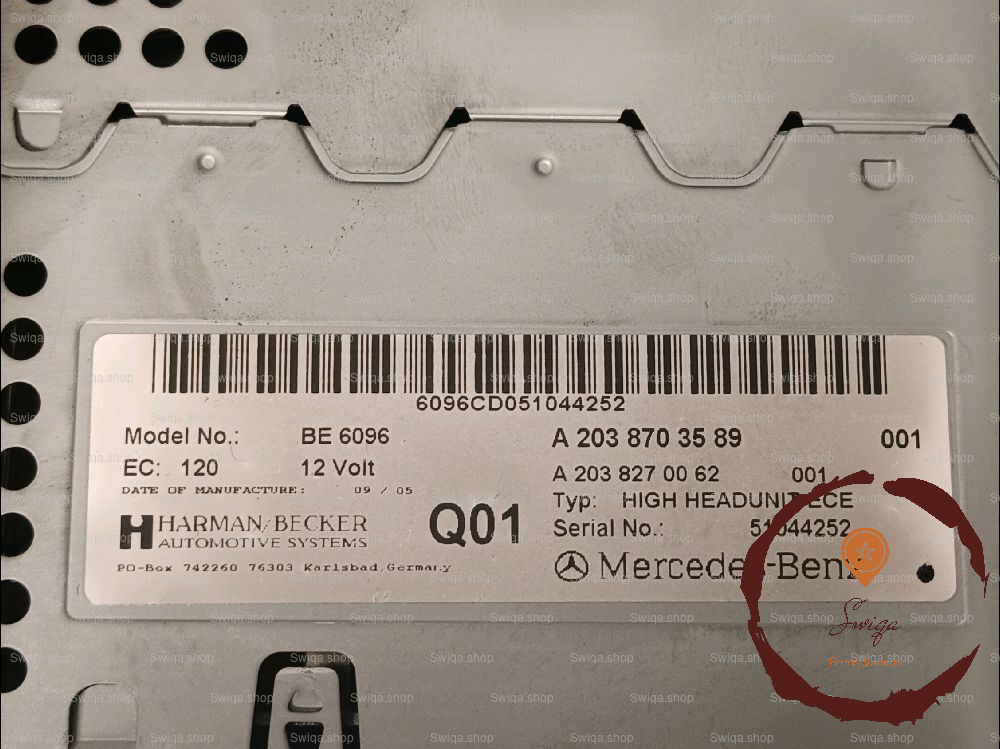 6096CD051044252
Model No.: BE 6096
A 203 870 3589 001
EC: 120 12 Volt
A 203 827 00 62 001
DATE OF MANUFACTURE: 09 / 05
Typ: HIGH HEADUNIT ECE
HARMAN/BECKER
AUTOMOTIVE SYSTEMS
Q01
Serial No.: 51044252
Mercedes-Benz
PO-Box 742260 76303 Karlsbad,Germany
Swiqa
Swiqa.shop